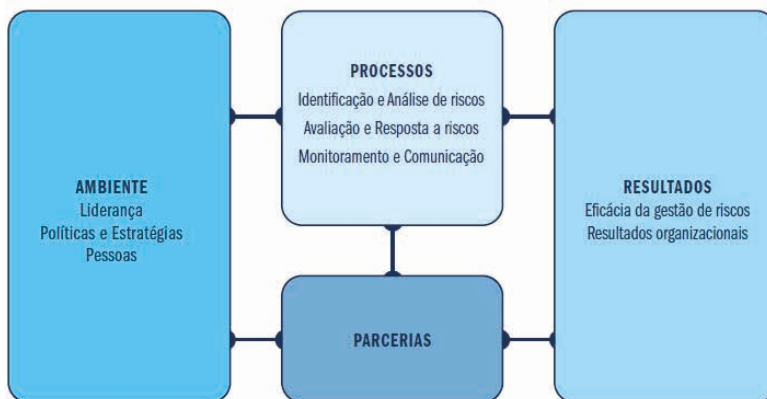 AMBIENTE
Liderança
Políticas e Estratégias
Pessoas
PROCESSOS
Identificação e Análise de riscos
Avaliação e Resposta a riscos
Monitoramento e Comunicação
PARCERIAS
RESULTADOS
Eficácia da gestão de riscos
Resultados organizacionais